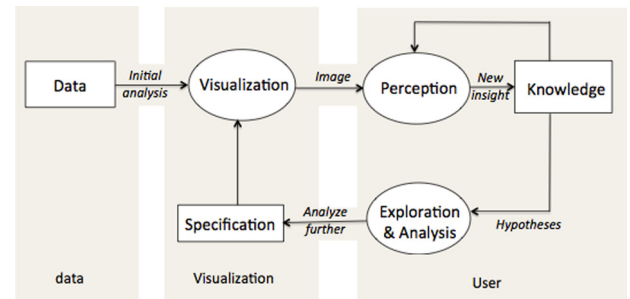 Data
Initial
analysis
Visualization
Image
Perception
New
insight
Knowledge
Specification
Analyze
further
Exploration
& Analysis
Hypotheses
data
Visualization
User